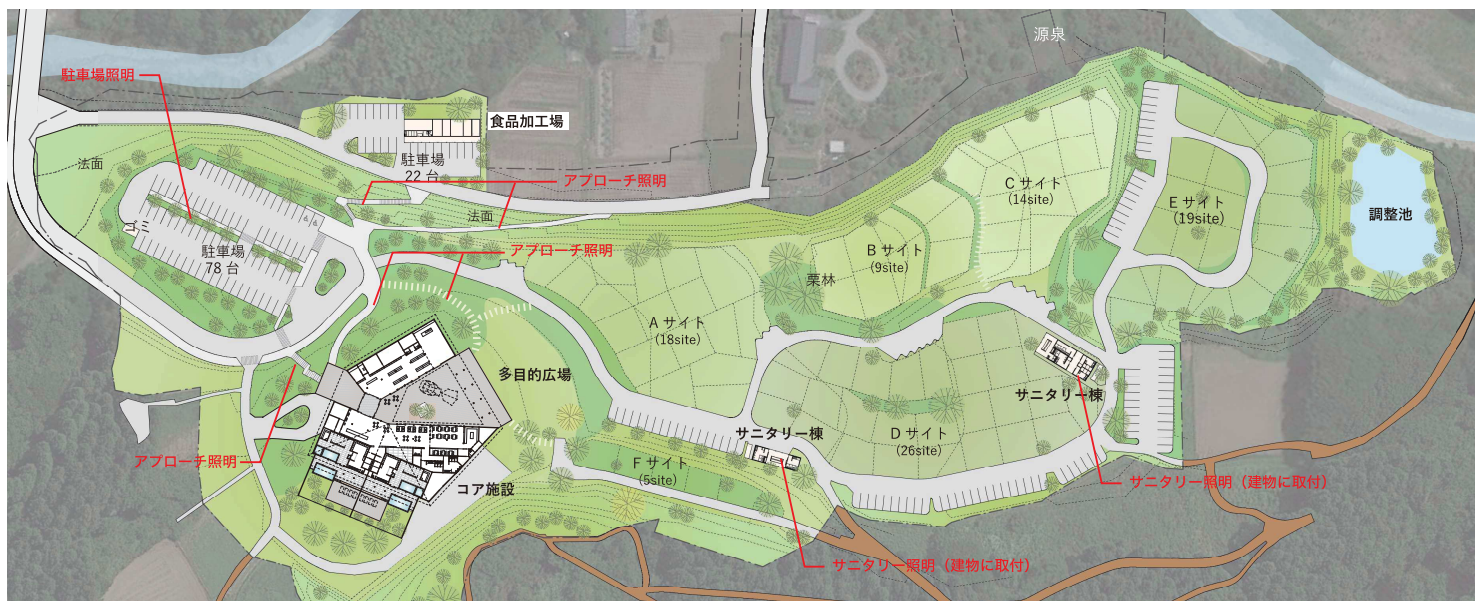 源泉
駐車場照明
食品加工場
法面
駐車場
22 台
アプローチ照明
Cサイト
(14site)
Eサイト
(19site)
調整池
法面
ゴミ
駐車場
78 台
アプローチ照明
Bサイト
(9site)
栗林
Aサイト
(18site)
多目的広場
サニタリー棟
サニタリー棟
Dサイト
(26site)
アプローチ照明
Fサイト
(5site)
コア施設
サニタリー照明（建物に取付）
サニタリー照明（建物に取付）